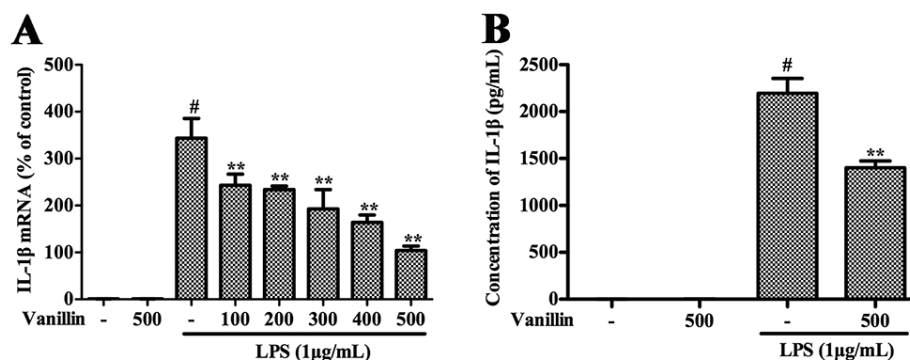 A
IL-1β mRNA (% of control)
500
400
300
200
100
0
#
**
**
**
**
**
Vanillin - 500 - 100 200 300 400 500
LPS (1μg/mL)
B
Concentration of IL-1β (pg/mL)
2500
2000
1500
1000
500
0
#
**
Vanillin - 500 - 500
LPS (1μg/mL)